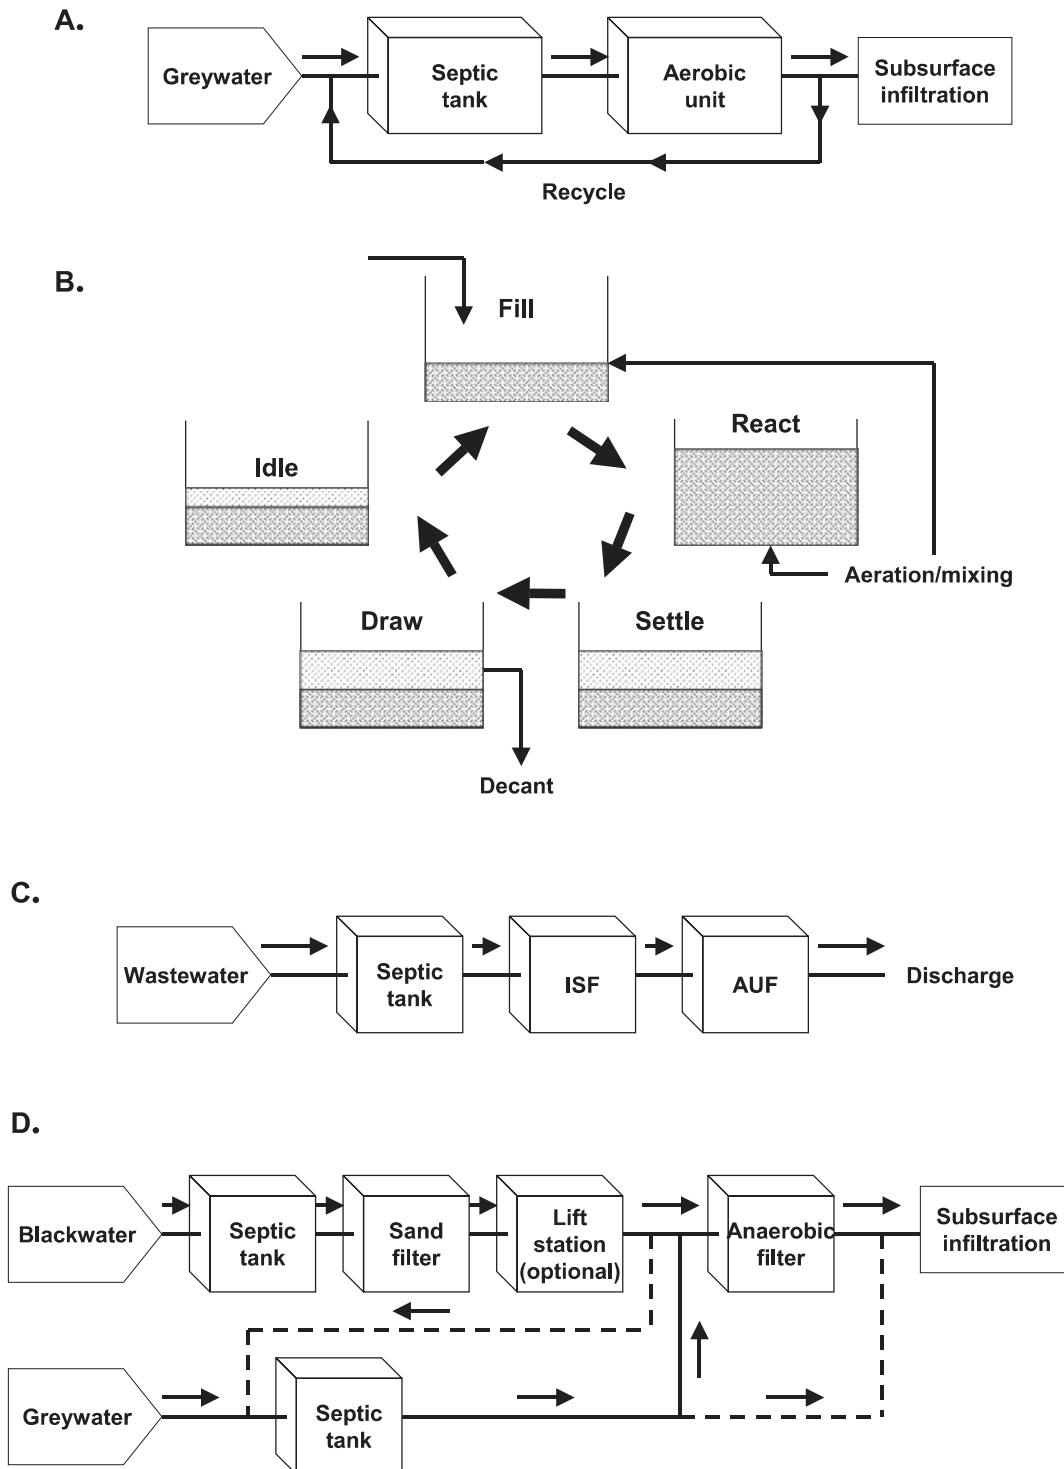 A.
Greywater
Septic
tank
Aerobic
unit
Subsurface
infiltration
Recycle
B.
Fill
React
Idle
Aeration/mixing
Draw
Settle
Decant
C.
Wastewater
Septic
tank
ISF
AUF
Discharge
D.
Blackwater
Septic
tank
Sand
filter
Lift
station
(optional)
Anaerobic
filter
Subsurface
infiltration
Greywater
Septic
tank